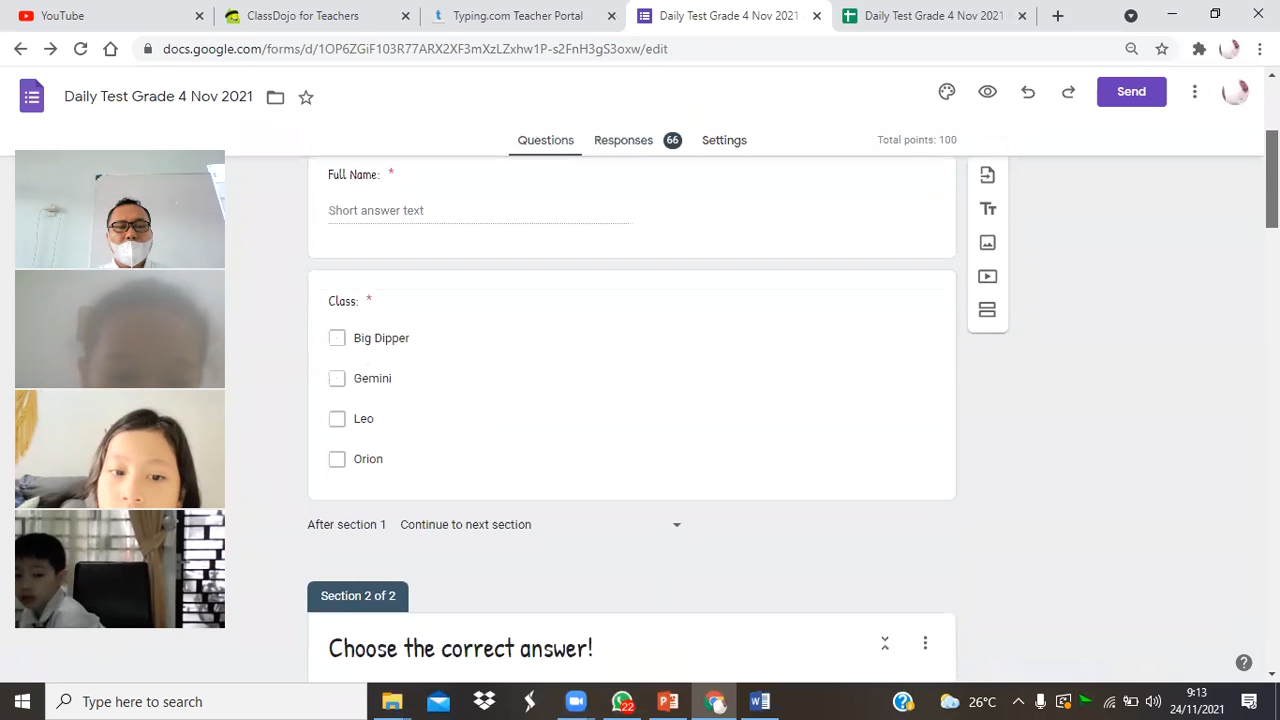 YouTube
ClassDojo for Teachers
Typing.com Teacher Portal
Daily Test Grade 4 Nov 2021
Daily Test Grade 4 Nov 2021
docs.google.com/forms/d/1OP6ZGiF103R77ARX2XF3mXzLZxhw1P-s2FnH3gS3oxw/edit
Daily Test Grade 4 Nov 2021
Send
Questions
Responses 66
Settings
Total points: 100
Full Name: *
Short answer text
Class: *
Big Dipper
Gemini
Leo
Orion
After section 1 Continue to next section
Section 2 of 2
Choose the correct answer!
Type here to search
22
26°C
9:13
24/11/2021